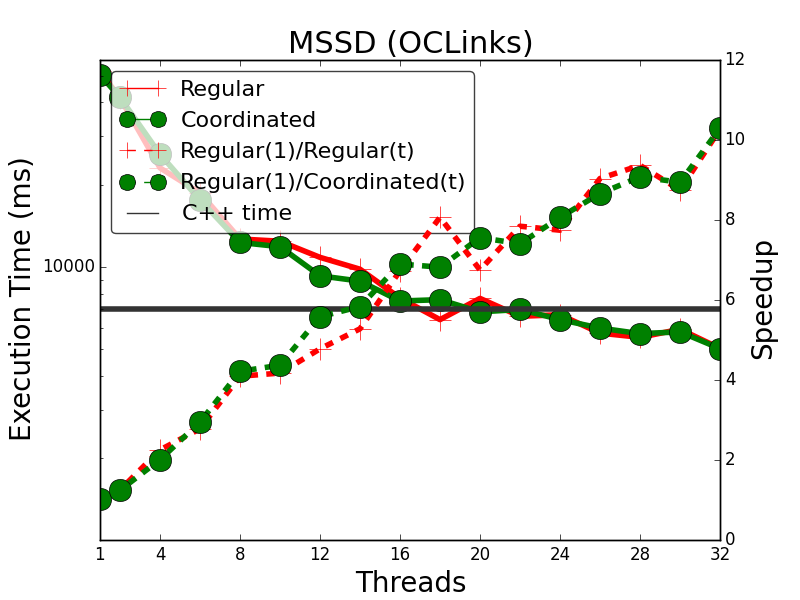 MSSD (OCLinks)
Regular
Coordinated
Regular(1)/Regular(t)
Regular(1)/Coordinated(t)
C++ time
Execution Time (ms)
10000
Speedup
12
10
8
6
4
2
0
1 4 8 12 16 20 24 28 32
Threads